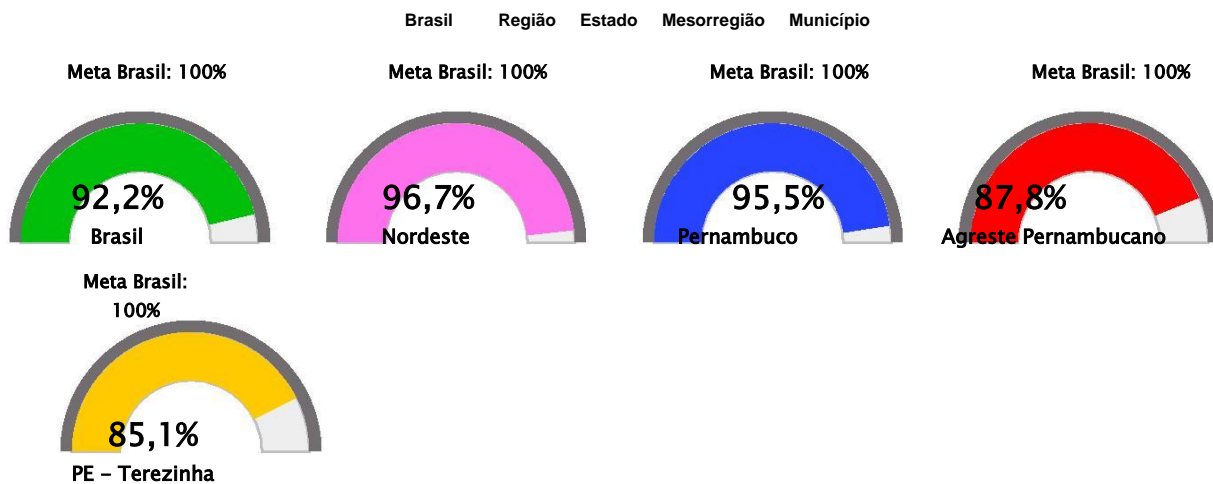 Brasil Região Estado Mesorregião Município
Meta Brasil: 100% Meta Brasil: 100% Meta Brasil: 100% Meta Brasil: 100%
92,2% 96,7% 95,5% 87,8%
Brasil Nordeste Pernambuco Agreste Pernambucano
Meta Brasil:
100%
85,1%
PE – Terezinha